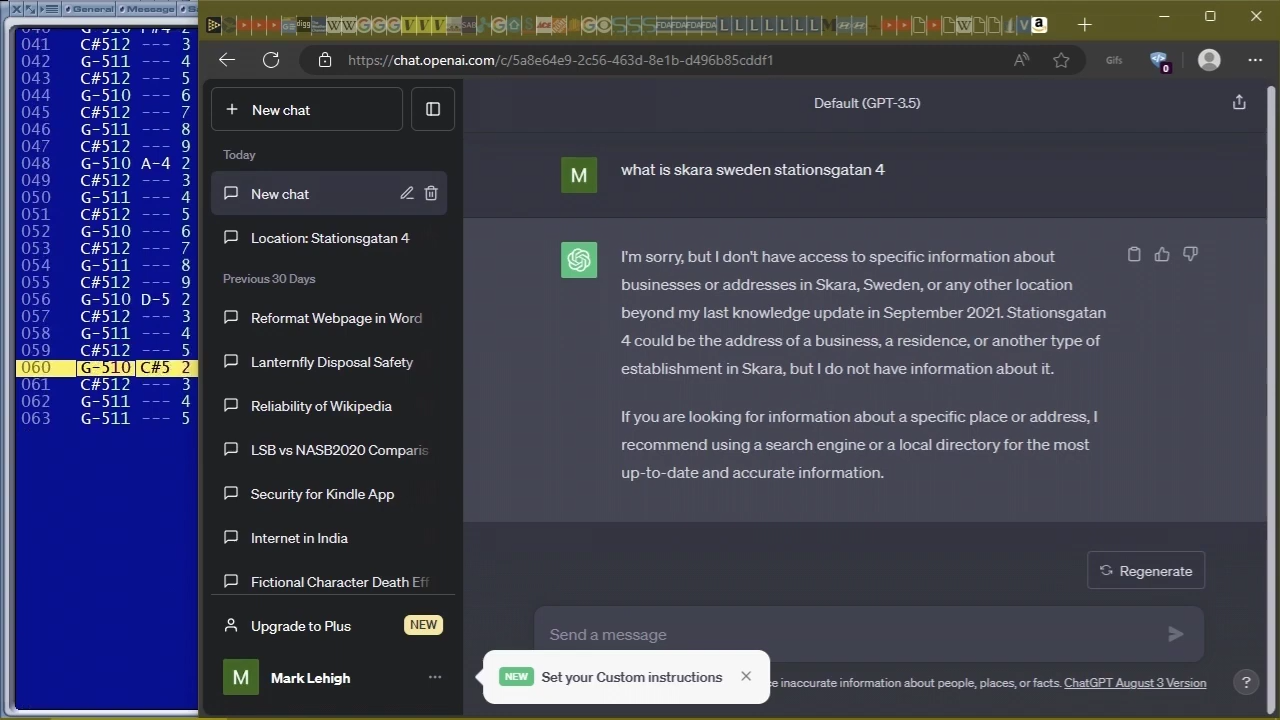 General
Message
040 G-510 F#4 2
041 C#512 --- 3
042 G-511 --- 4
043 C#512 --- 5
044 G-510 --- 6
045 C#512 --- 7
046 G-511 --- 8
047 C#512 --- 9
048 G-510 A-4 2
049 C#512 --- 3
050 G-511 --- 4
051 C#512 --- 5
052 G-510 --- 6
053 C#512 --- 7
054 G-511 --- 8
055 C#512 --- 9
056 G-510 D-5 2
057 C#512 --- 3
058 G-511 --- 4
059 C#512 --- 5
060 G-510 C#5 2
061 C#512 --- 3
062 G-511 --- 4
063 G-511 --- 5
https://chat.openai.com/c/5a8e64e9-2c56-463d-8e1b-d496b85cddf1
Gifs
0
New chat
Today
New chat
Location: Stationsgatan 4
Previous 30 Days
Reformat Webpage in Word
Lanternfly Disposal Safety
Reliability of Wikipedia
LSB vs NASB2020 Comparis
Security for Kindle App
Internet in India
Fictional Character Death Eff
Upgrade to Plus NEW
M Mark Lehigh
Default (GPT-3.5)
M what is skara sweden stationsgatan 4
I'm sorry, but I don't have access to specific information about
businesses or addresses in Skara, Sweden, or any other location
beyond my last knowledge update in September 2021. Stationsgatan
4 could be the address of a business, a residence, or another type of
establishment in Skara, but I do not have information about it.
If you are looking for information about a specific place or address, I
recommend using a search engine or a local directory for the most
up-to-date and accurate information.
Regenerate
Send a message
NEW Set your Custom instructions
e inaccurate information about people, places, or facts. ChatGPT August 3 Version
?